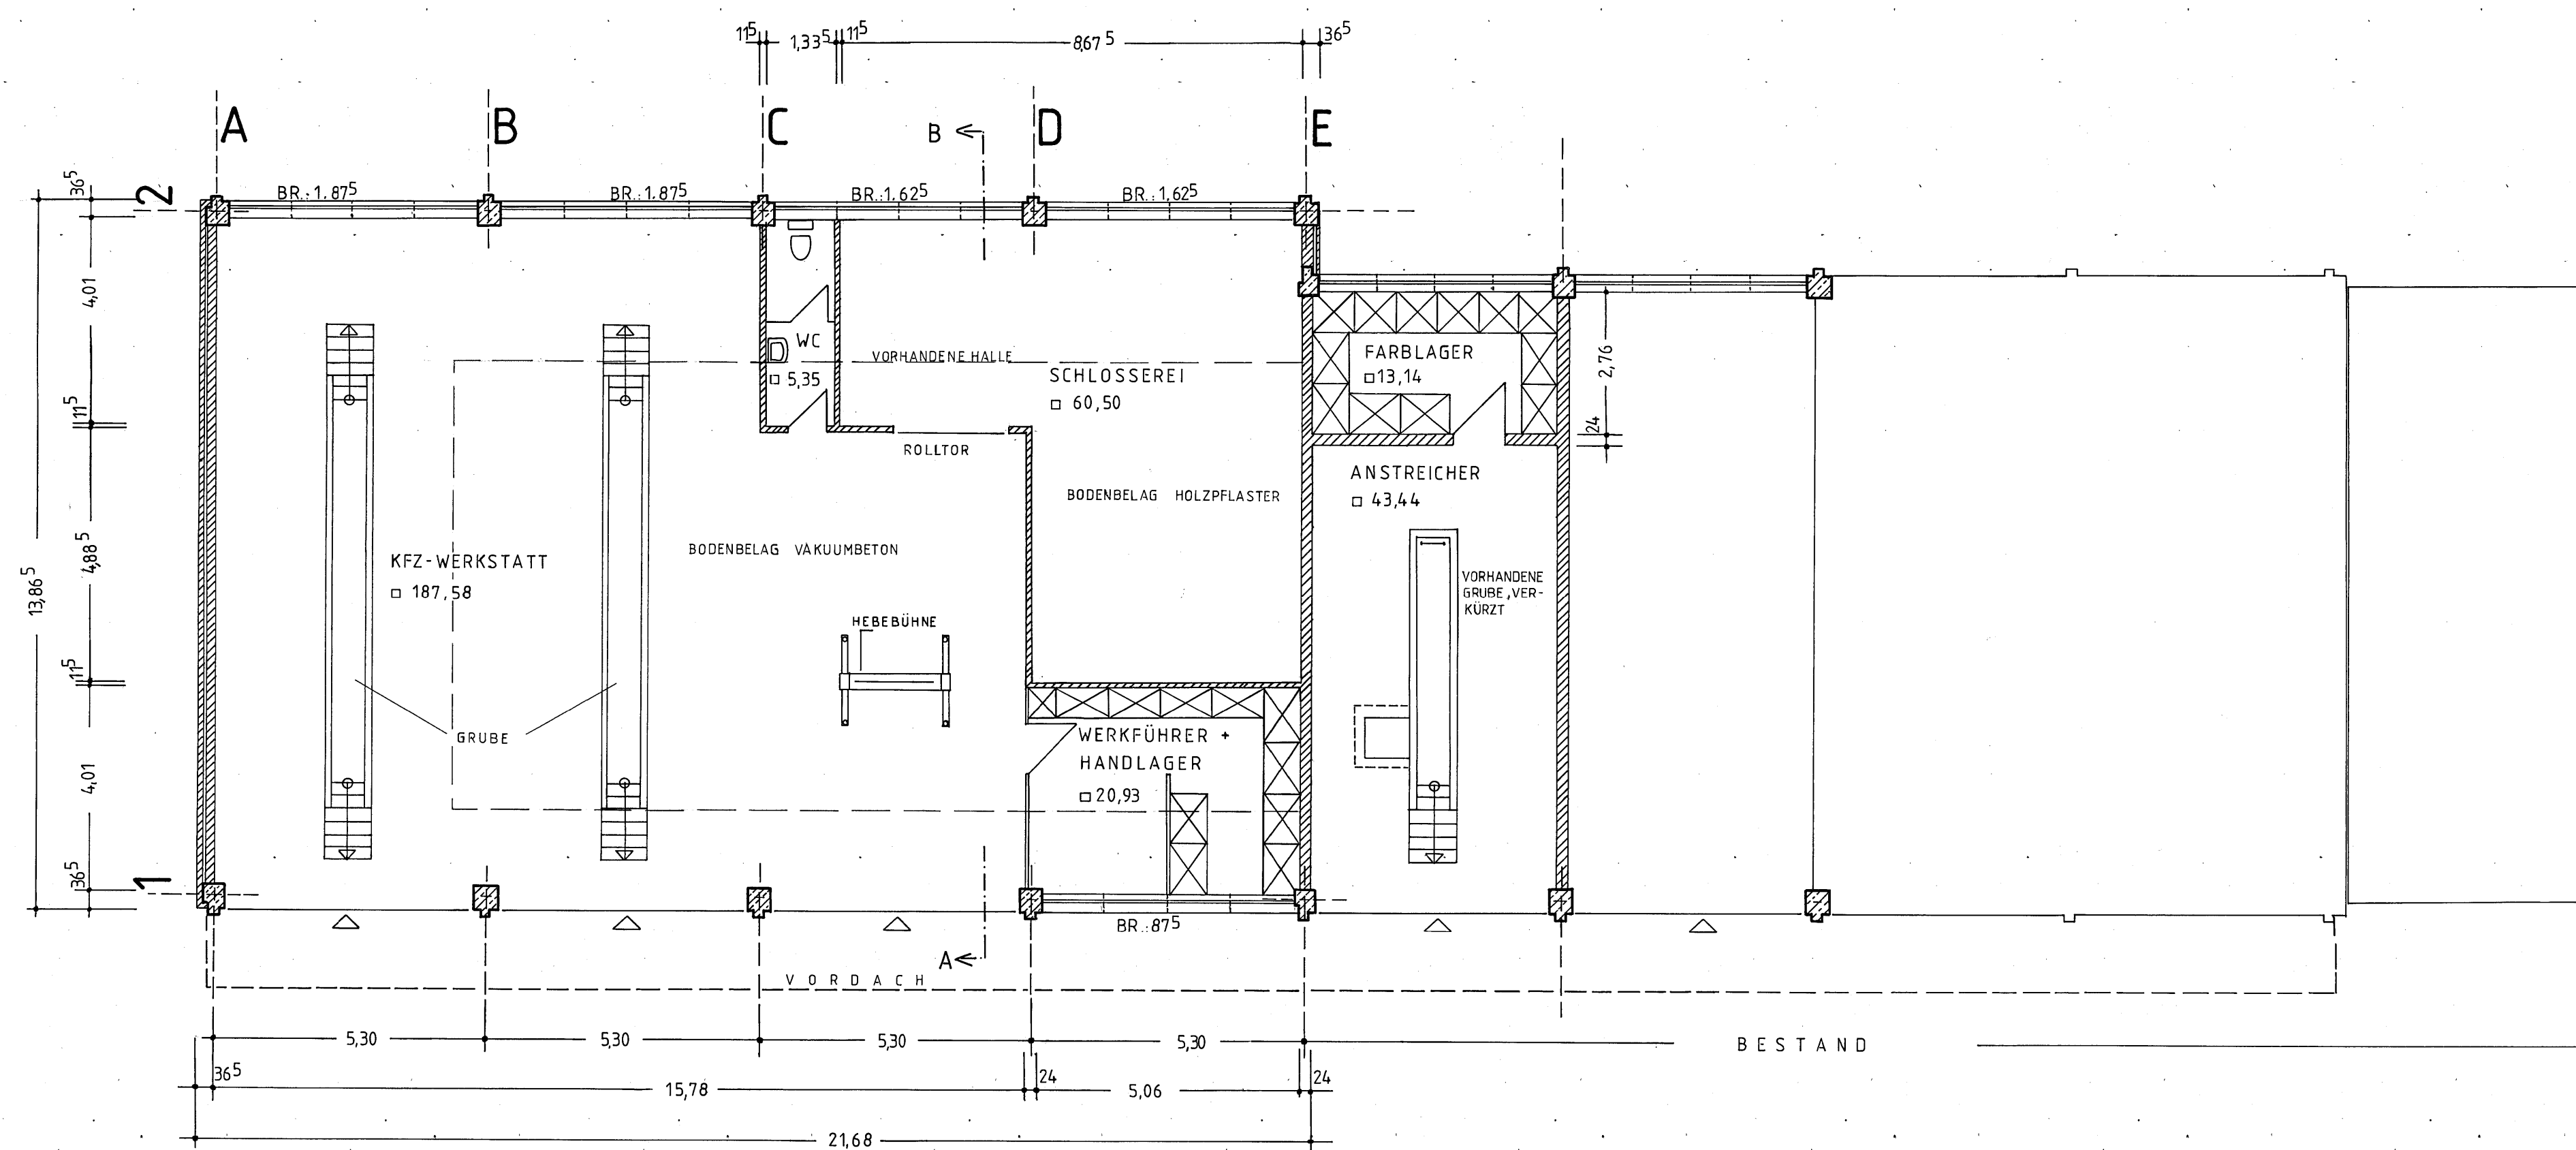 11⁵ 1,33⁵ 11⁵ 8,67⁵ 36⁵
A B C B D E
2
36⁵
BR.:1.87⁵ BR.:1.87⁵ BR.:1,62⁵ BR.:1,62⁵
4,01
11⁵
4,88⁵
13,86⁵
11⁵
4,01
36⁵
1
WC
5,35
VORHANDENE HALLE
SCHLOSSEREI
60,50
ROLLTOR
BODENBELAG HOLZPFLASTER
FARBLAGER
13,14
2,76
24
ANSTREICHER
43,44
VORHANDENE
GRUBE,VER-
KÜRZT
KFZ-WERKSTATT
187,58
BODENBELAG VAKUUMBETON
HEBEBÜHNE
GRUBE
WERKFÜHRER +
HANDLAGER
20,93
BR.:87⁵
A
VORDACH
5,30 5,30 5,30 5,30 BESTAND
36⁵ 15,78 24 5,06 24
21,68